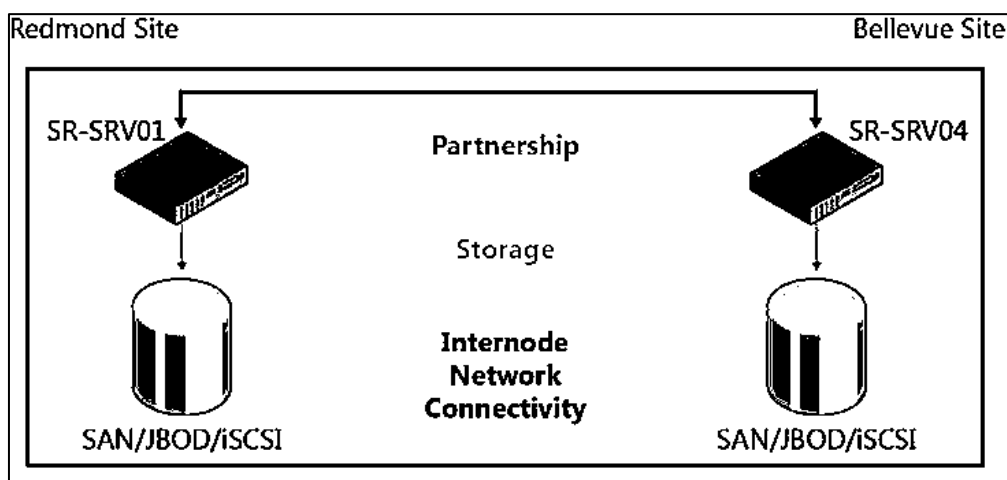 Redmond Site
Bellevue Site
SR-SRV01
SR-SRV04
Partnership
Storage
Internode
Network
Connectivity
SAN/JBOD/iSCSI
SAN/JBOD/iSCSI